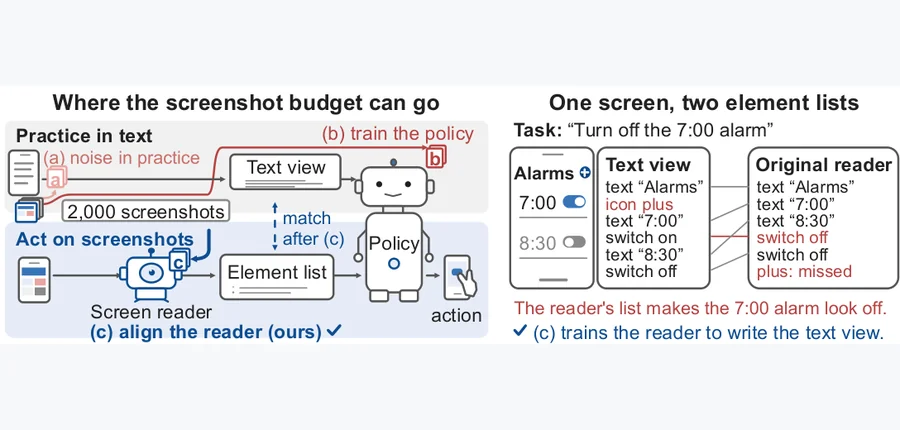 Where the screenshot budget can go
Practice in text
(b) train the policy
(a) noise in practice
a
b
Text view
2,000 screenshots
match
after (c)
Act on screenshots
c
Policy
Element list
Screen reader
action
(c) align the reader (ours)
One screen, two element lists
Task: “Turn off the 7:00 alarm”
Alarms
7:00
8:30
Text view
text “Alarms”
icon plus
text “7:00”
switch on
text “8:30”
switch off
Original reader
text “Alarms”
text “7:00”
text “8:30”
switch off
switch off
plus: missed
The reader's list makes the 7:00 alarm look off.
(c) trains the reader to write the text view.